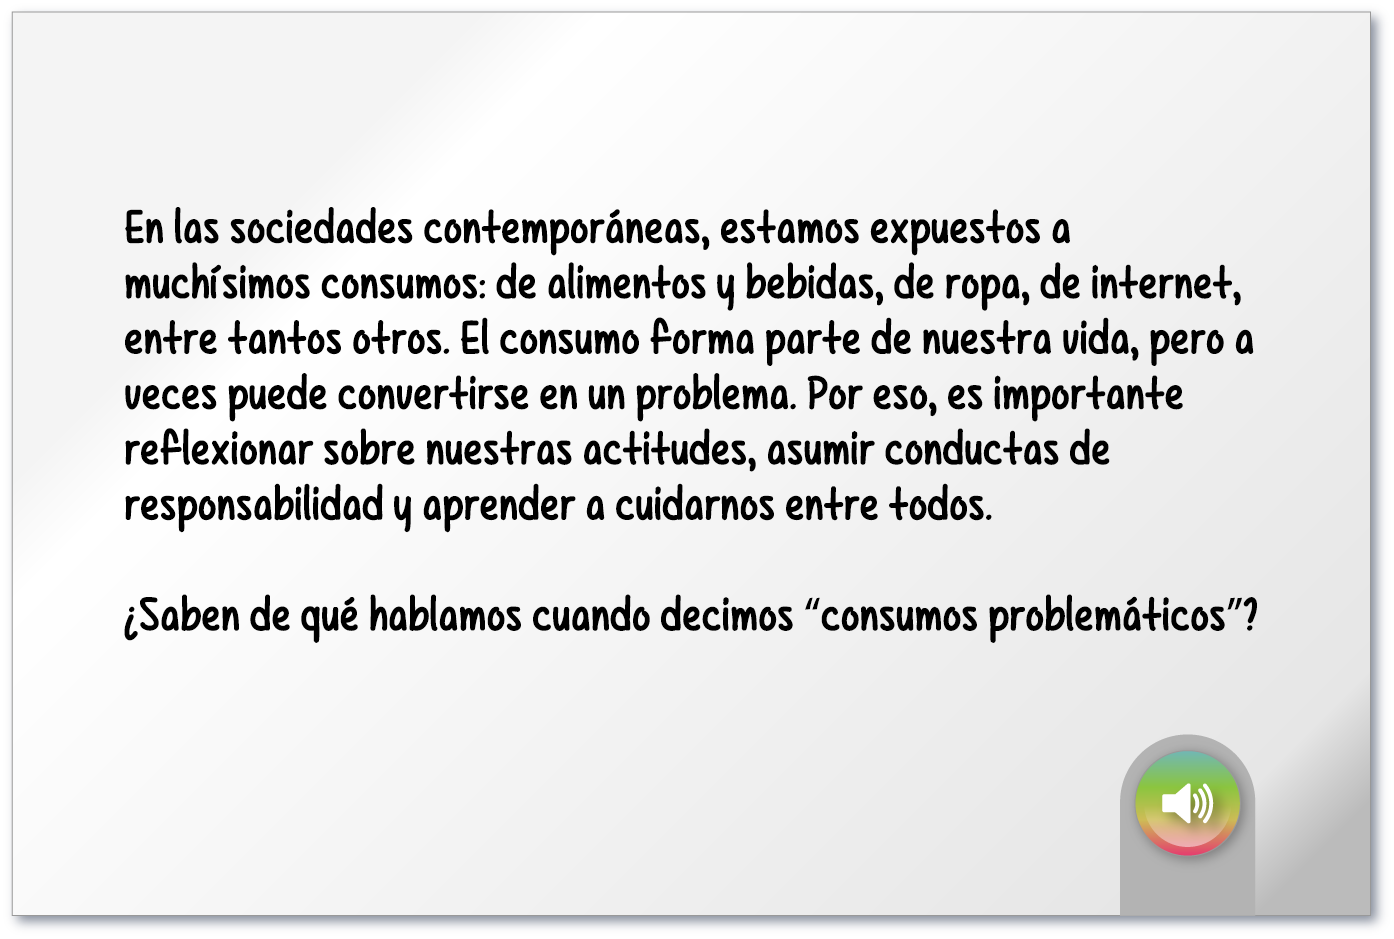 En las sociedades contemporáneas, estamos expuestos a
muchísimos consumos: de alimentos y bebidas, de ropa, de internet,
entre tantos otros. El consumo forma parte de nuestra vida, pero a
veces puede convertirse en un problema. Por eso, es importante
reflexionar sobre nuestras actitudes, asumir conductas de
responsabilidad y aprender a cuidarnos entre todos.
¿Saben de qué hablamos cuando decimos “consumos problemáticos”?